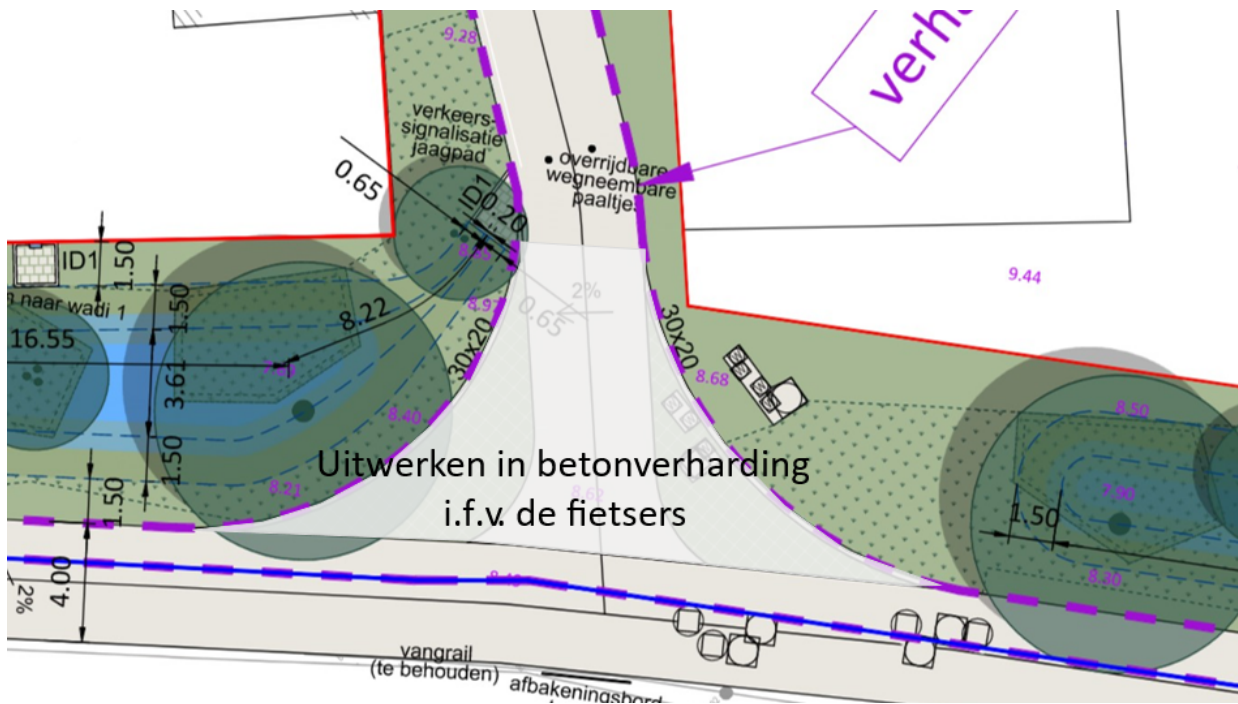 9.28
verh
verkeers-
signalisatie
jaagpad
0.65
overrijdbare
wegneembare
paaltjes
ID1
0.20
ID1
1.50
8.97
2%
0.65
9.44
n naar wadi 1
1.50
8.22
16.55
30x20
30x20
3.61
8.68
8.40
8.50
1.50
Uitwerken in betonverharding
i.f.v. de fietsers
8.21
1.50
7.90
1.50
4.00
2%
8.30
vangrail
(te behouden)
afbakeningsbord